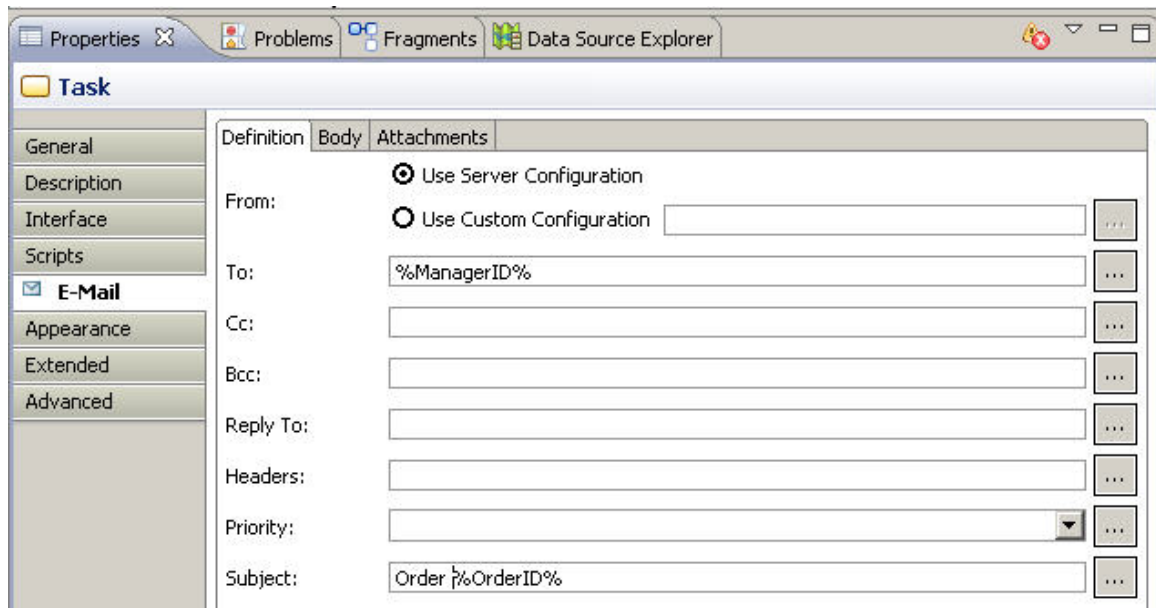 Properties Problems Fragments Data Source Explorer
Task
General
Description
Interface
Scripts
E-Mail
Appearance
Extended
Advanced
Definition Body Attachments
From:
Use Server Configuration
Use Custom Configuration ...
To: %ManagerID% ...
Cc: ...
Bcc: ...
Reply To: ...
Headers: ...
Priority: ...
Subject: Order %OrderID% ...